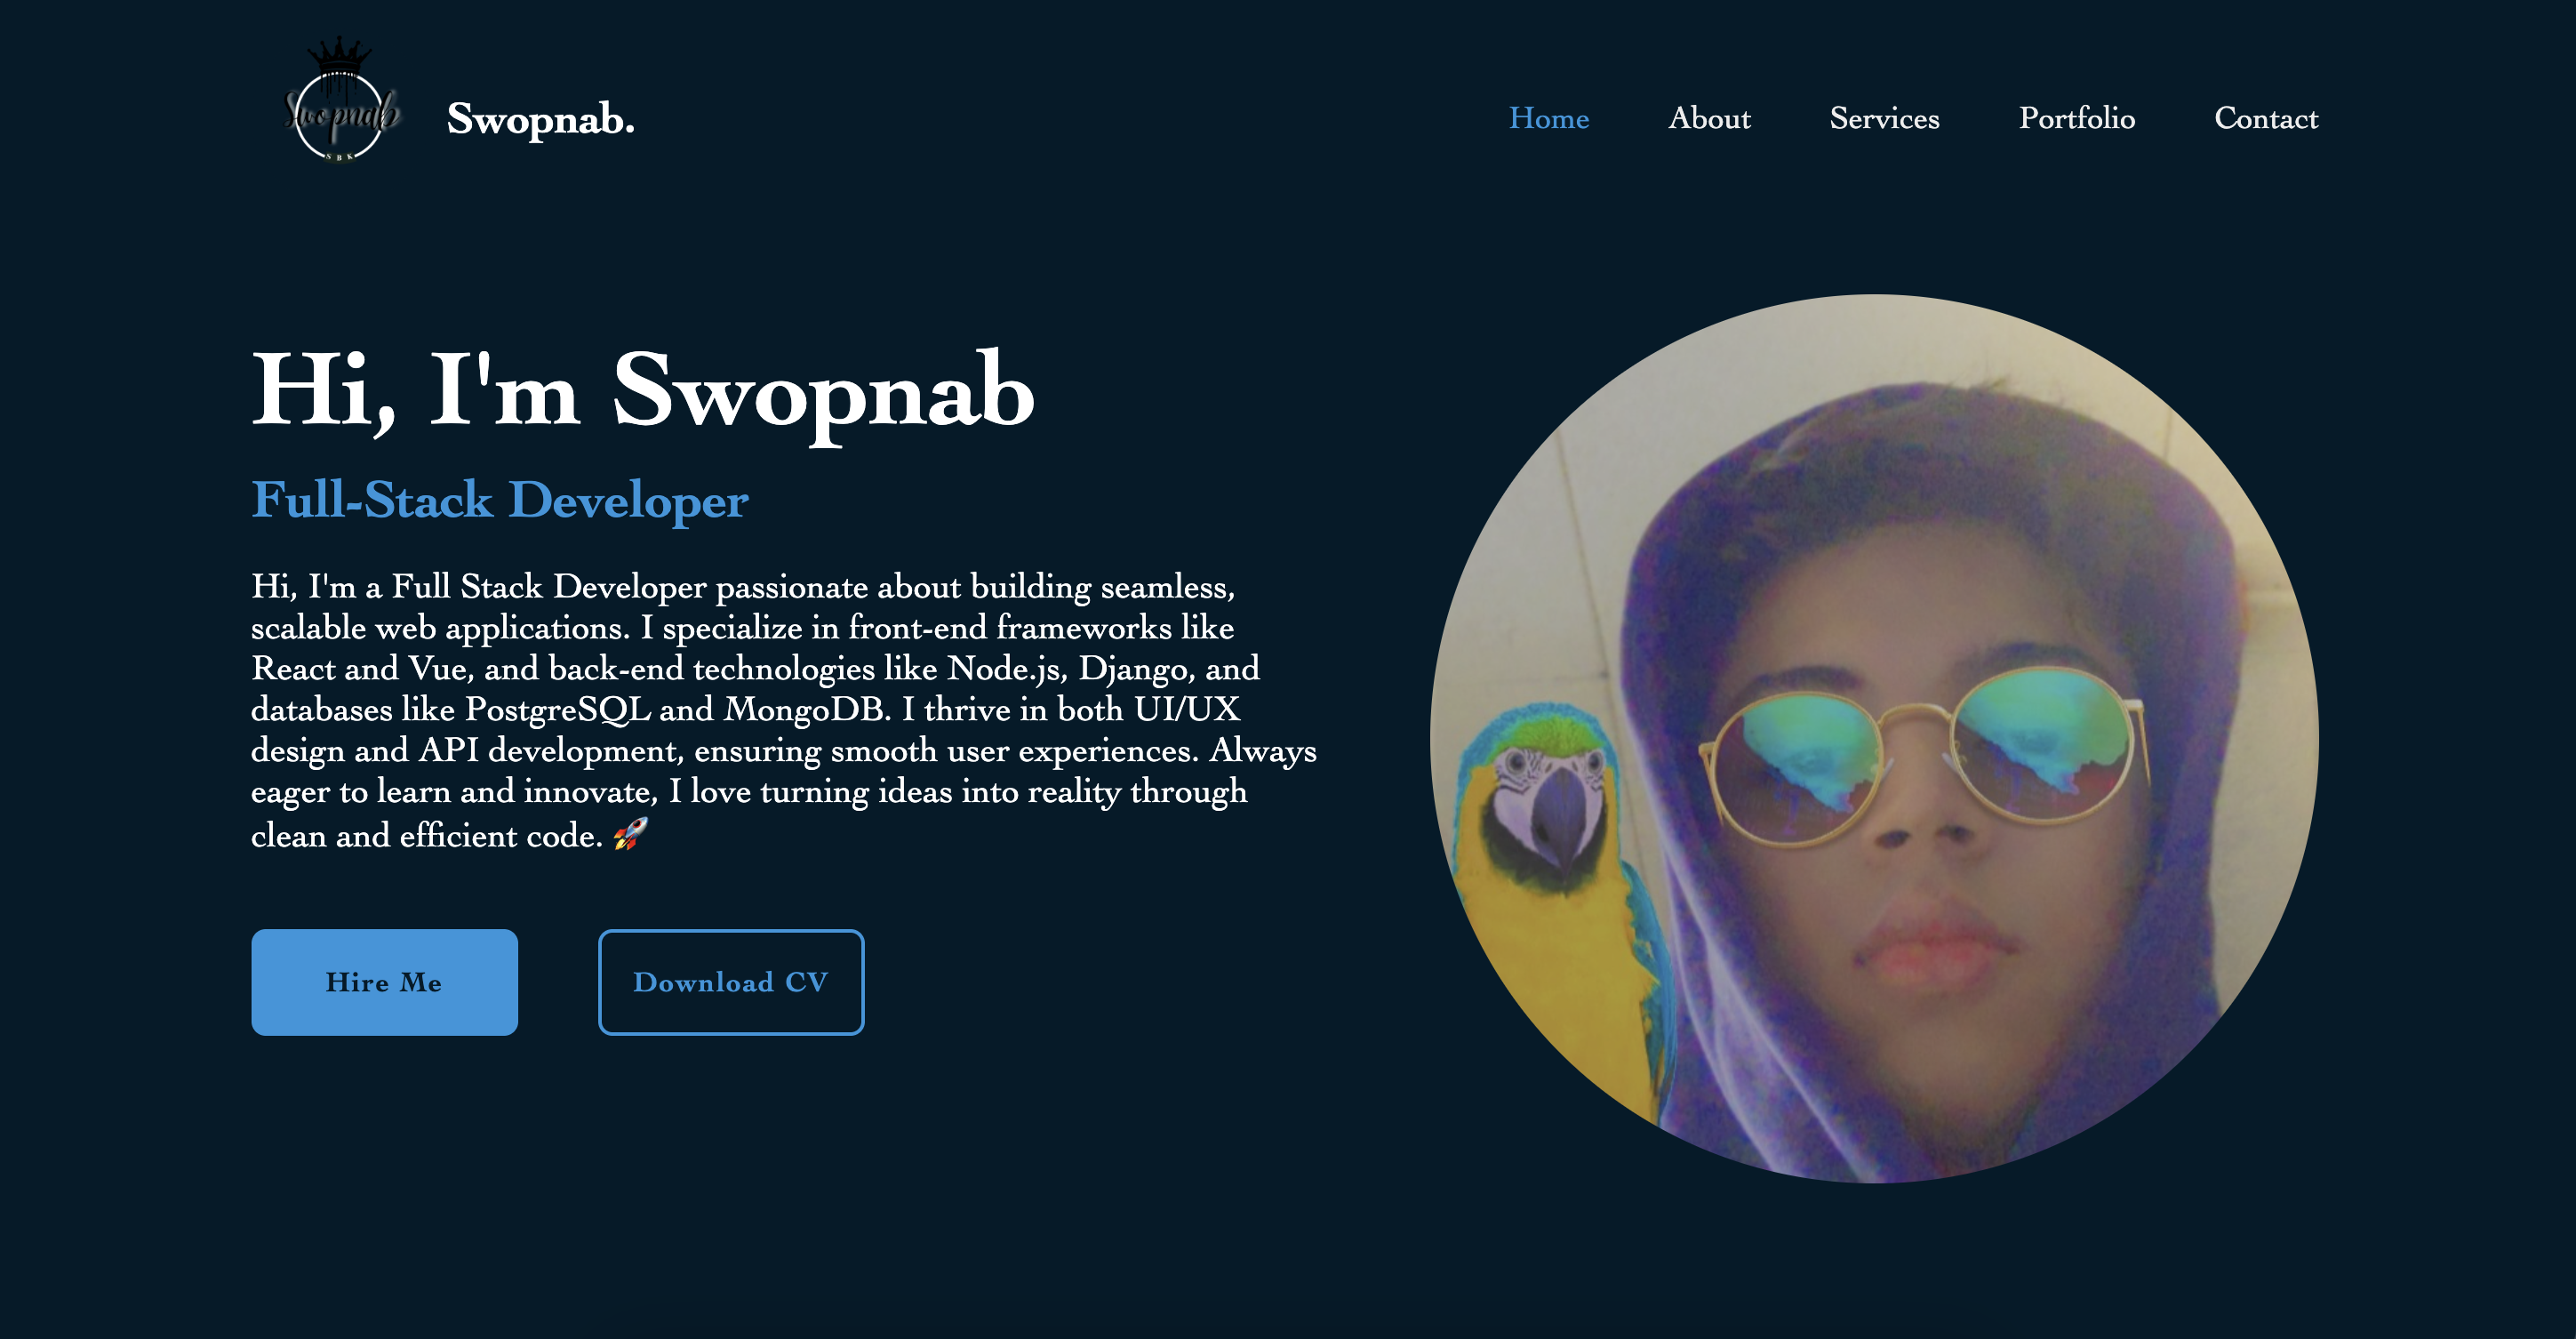 Swopnab
SBK
Swopnab.
Home
About
Services
Portfolio
Contact
Hi, I'm Swopnab
Full-Stack Developer
Hi, I'm a Full Stack Developer passionate about building seamless,
scalable web applications. I specialize in front-end frameworks like
React and Vue, and back-end technologies like Node.js, Django, and
databases like PostgreSQL and MongoDB. I thrive in both UI/UX
design and API development, ensuring smooth user experiences. Always
eager to learn and innovate, I love turning ideas into reality through
clean and efficient code. 🚀
Hire Me
Download CV